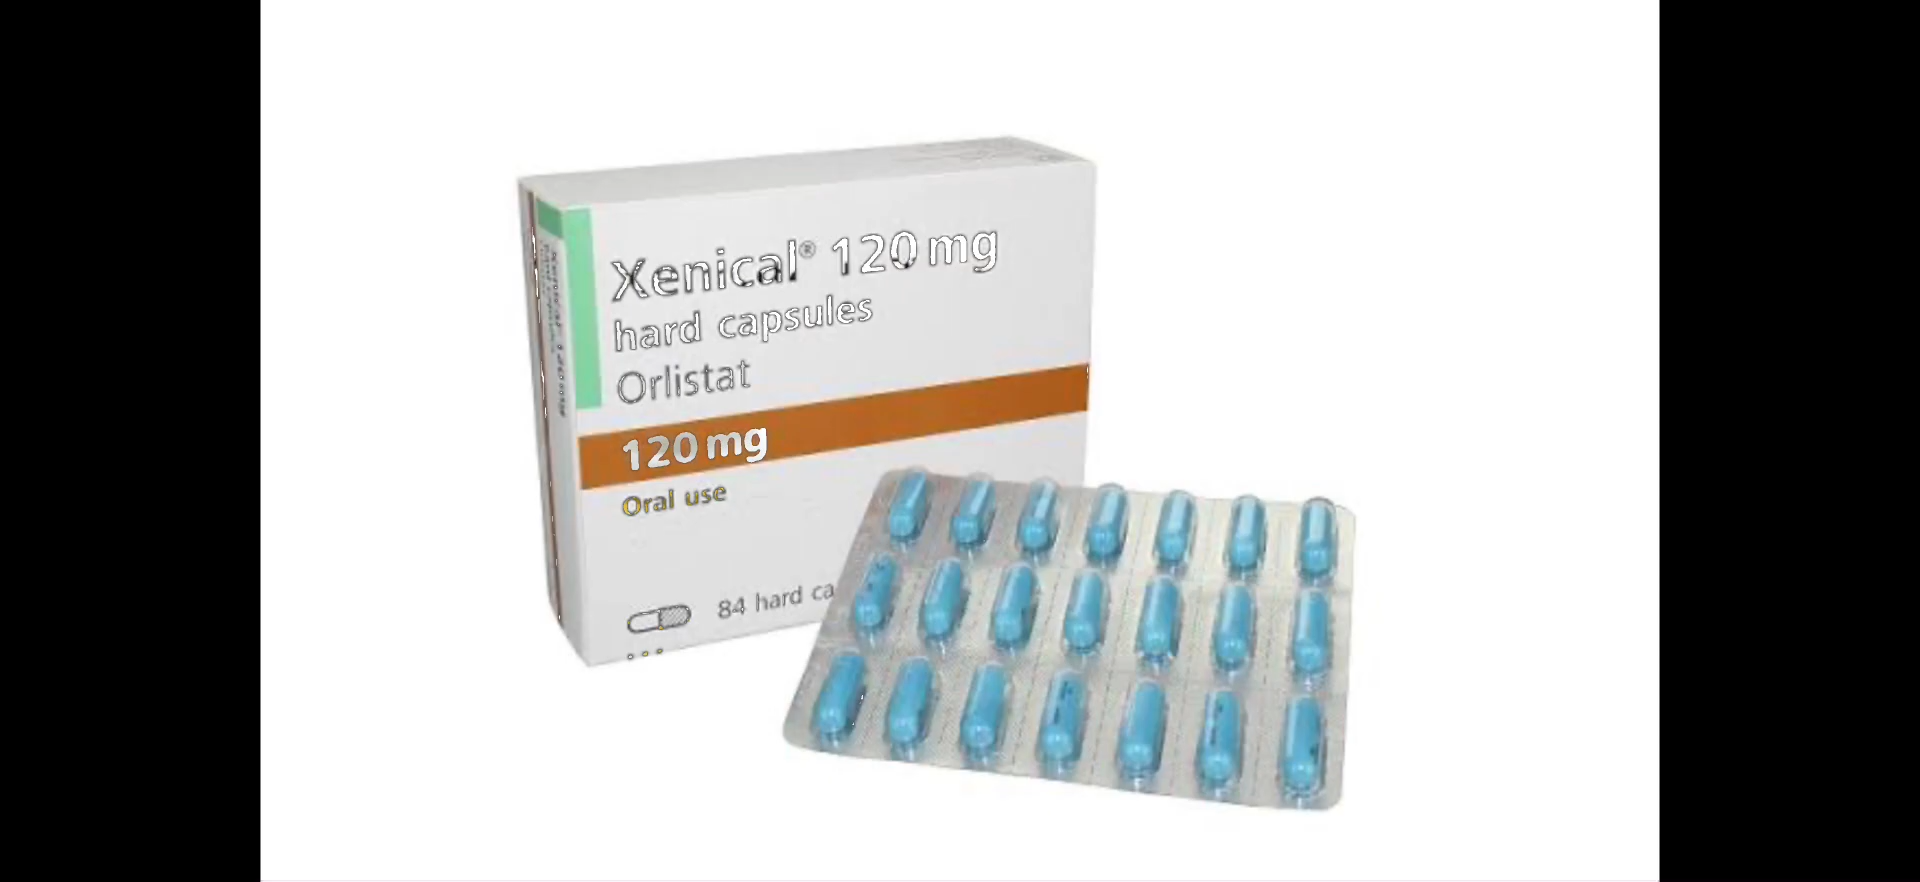 Xenical® 120 mg
hard capsules
Orlistat
120 mg
Oral use
84 hard ca